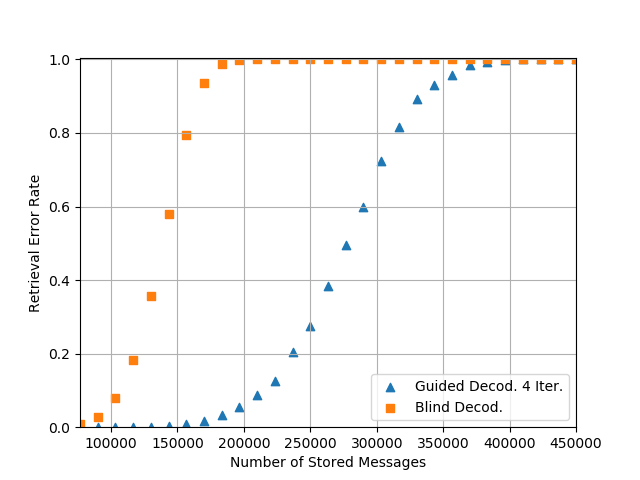 1.0
0.8
0.6
0.4
0.2
0.0
Retrieval Error Rate
Guided Decod. 4 Iter.
Blind Decod.
100000 150000 200000 250000 300000 350000 400000 450000
Number of Stored Messages